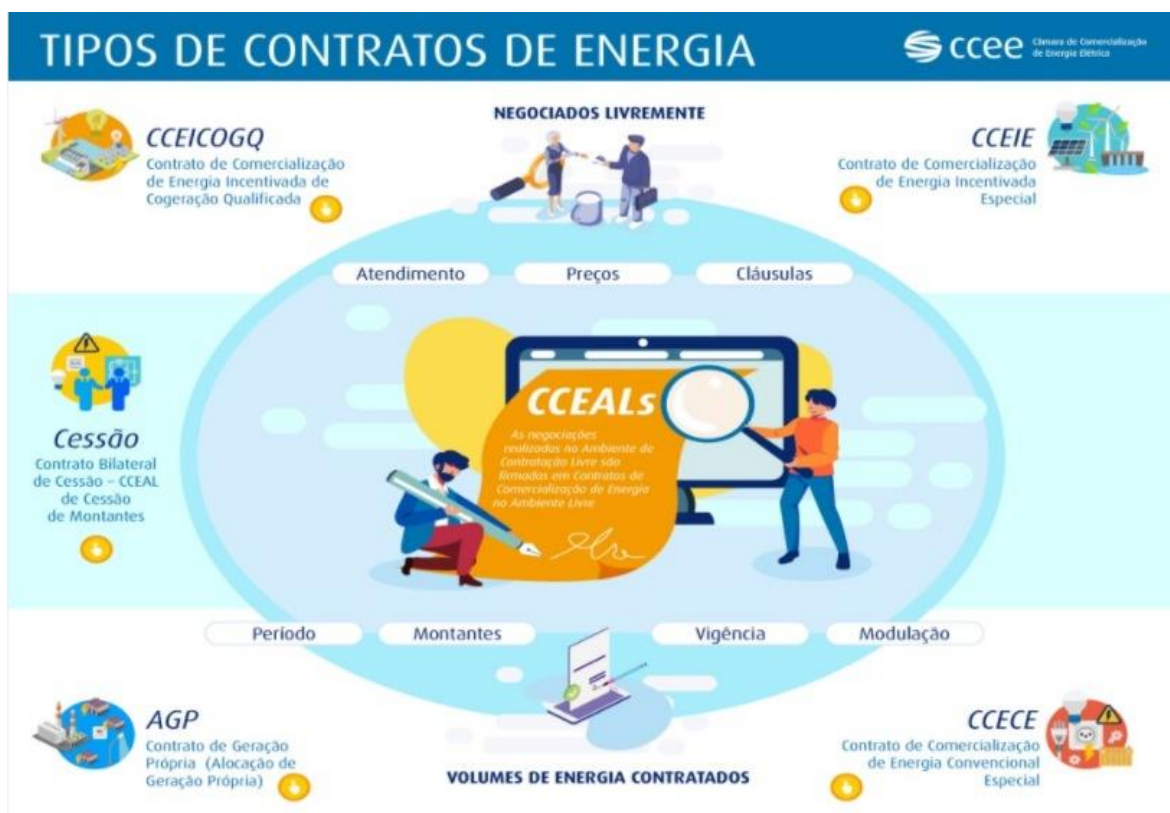 TIPOS DE CONTRATOS DE ENERGIA
ccee
Câmara de Comercialização
de Energia Elétrica
CCEICOGQ
Contrato de Comercialização
de Energia Incentivada de
Cogeração Qualificada
NEGOCIADOS LIVREMENTE
CCEIE
Contrato de Comercialização
de Energia Incentivada
Especial
Atendimento
Preços
Cláusulas
Cessão
Contrato Bilateral
de Cessão – CCEAL
de Cessão
de Montantes
CCEALs
As negociações
realizadas no Ambiente de
Contratação Livre são
firmadas em Contratos de
Comercialização de Energia
no Ambiente Livre
Período
Montantes
Vigência
Modulação
AGP
Contrato de Geração
Própria (Alocação de
Geração Própria)
VOLUMES DE ENERGIA CONTRATADOS
CCECE
Contrato de Comercialização
de Energia Convencional
Especial